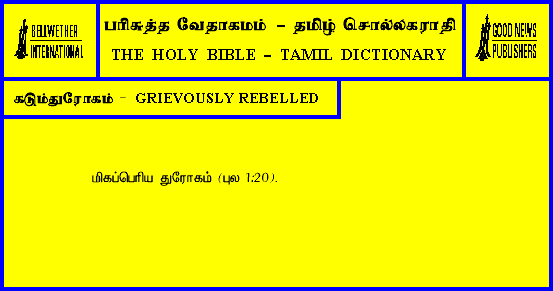 BELLWETHER
INTERNATIONAL
பரிசுத்த வேதாகமம் – தமிழ் சொல்லகராதி
THE HOLY BIBLE – TAMIL DICTIONARY
GOOD NEWS
PUBLISHERS
கடும்துரோகம் – GRIEVOUSLY REBELLED
மிகப்பெரிய துரோகம் (புல 1:20).